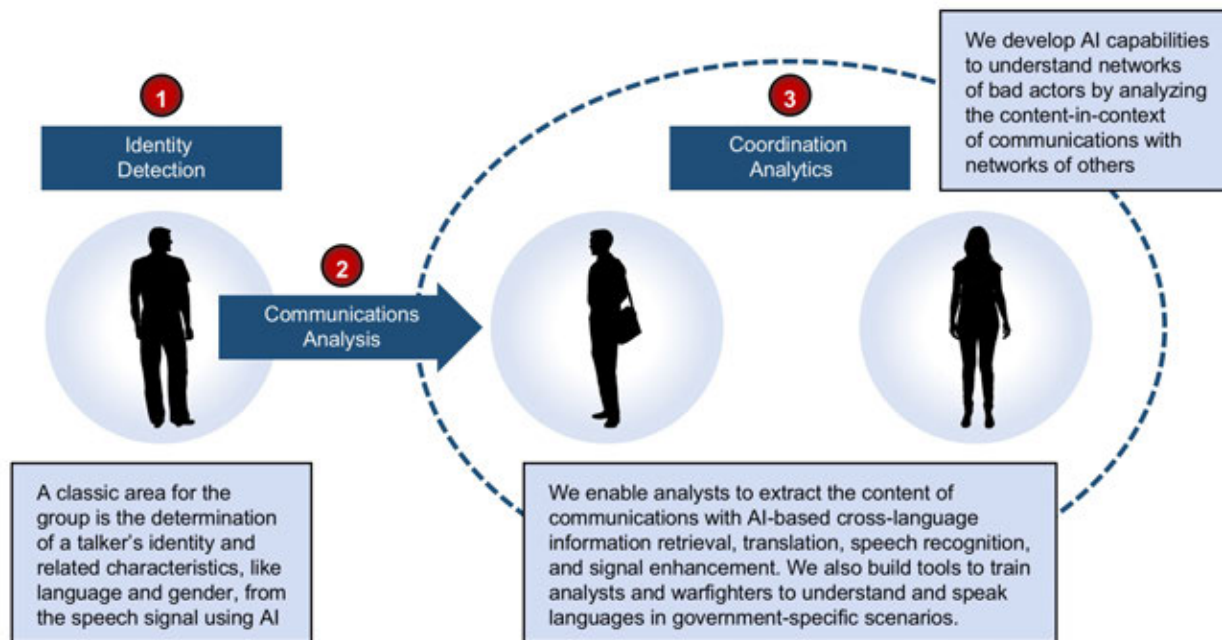 1
Identity
Detection
2
Communications
Analysis
3
Coordination
Analytics
We develop AI capabilities
to understand networks
of bad actors by analyzing
the content-in-context
of communications with
networks of others
A classic area for the
group is the determination
of a talker's identity and
related characteristics, like
language and gender, from
the speech signal using AI
We enable analysts to extract the content of
communications with AI-based cross-language
information retrieval, translation, speech recognition,
and signal enhancement. We also build tools to train
analysts and warfighters to understand and speak
languages in government-specific scenarios.